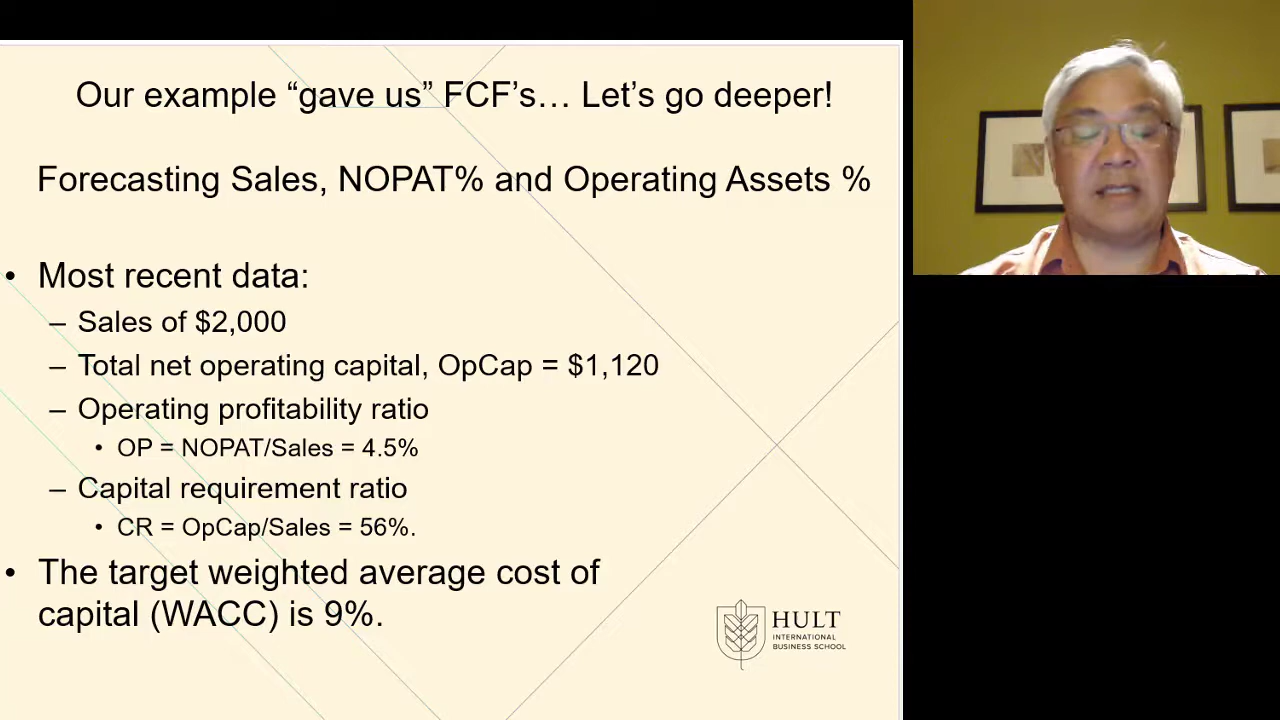 Our example “gave us” FCF’s… Let’s go deeper!
Forecasting Sales, NOPAT% and Operating Assets %
• Most recent data:
– Sales of $2,000
– Total net operating capital, OpCap = $1,120
– Operating profitability ratio
• OP = NOPAT/Sales = 4.5%
– Capital requirement ratio
• CR = OpCap/Sales = 56%.
• The target weighted average cost of
capital (WACC) is 9%.
HULT
INTERNATIONAL
BUSINESS SCHOOL